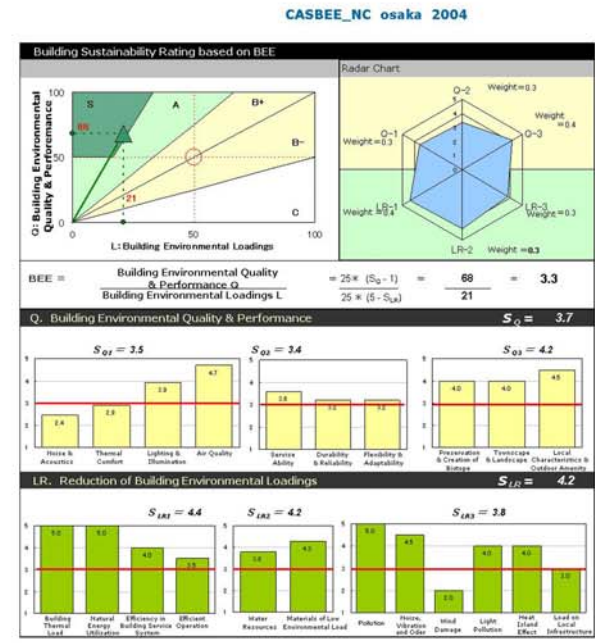 CASBEE_NC osaka 2004
Building Sustainability Rating based on BEE
Radar Chart
Q: Building Environmental
Quality & Performance
100
50
0
S
A
B+
B-
C
21
0
50
100
L: Building Environmental Loadings
Q-2
Weight=0.3
Weight
=0.4
Q-1
Weight=0.3
Q-3
5
4
3
2
1
LR-1
Weight=0.4
LR-3
Weight=0.3
LR-2
Weight =0.3
BEE =
Building Environmental Quality
& Performance Q
Building Environmental Loadings L
= 25* (SQ - 1)
25 * (5 - SLR)
=
68
21
=
3.3
Q. Building Environmental Quality & Performance
SQ = 3.7
SQ1 = 3.5
SQ2 = 3.4
SQ3 = 4.2
2.4
2.9
3.9
4.7
4.0
4.0
4.5
Noise &
Acoustics
Thermal
Comfort
Lighting &
Illumination
Air Quality
Service
Ability
Durability
& Reliability
Flexibility &
Adaptability
Preservation
& Creation of
Biotope
Townscape
& Landscape
Local
Characteristics &
Outdoor Amenity
LR. Reduction of Building Environmental Loadings
SLR = 4.2
SLR1 = 4.4
SLR2 = 4.2
SLR3 = 3.8
5.0
5.0
4.0
3.5
3.8
4.3
5.0
4.5
2.0
4.0
4.0
3.0
Building
Thermal
Load
Natural
Energy
Utilization
Efficiency in
Building Service
System
Efficient
Operation
Water
Resources
Materials of Low
Environmental Load
Pollution
Noise,
Vibration
and Odor
Wind
Damage
Light
Pollution
Heat
Island
Effect
Load on
Local
Infrastructure